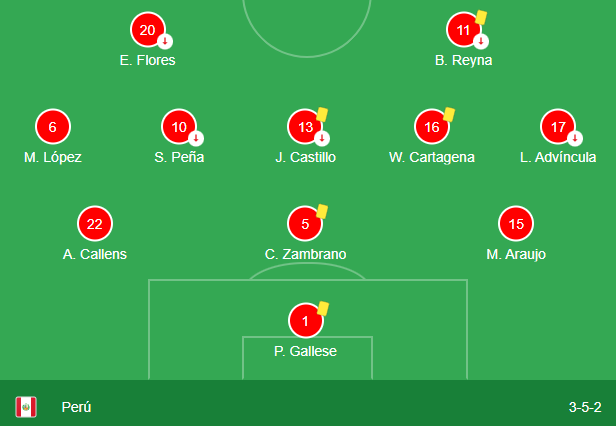 20 11
E. Flores B. Reyna
6 10 13 16 17
M. López S. Peña J. Castillo W. Cartagena L. Advíncula
22 5 15
A. Callens C. Zambrano M. Araujo
1
P. Gallese
Perú 3-5-2